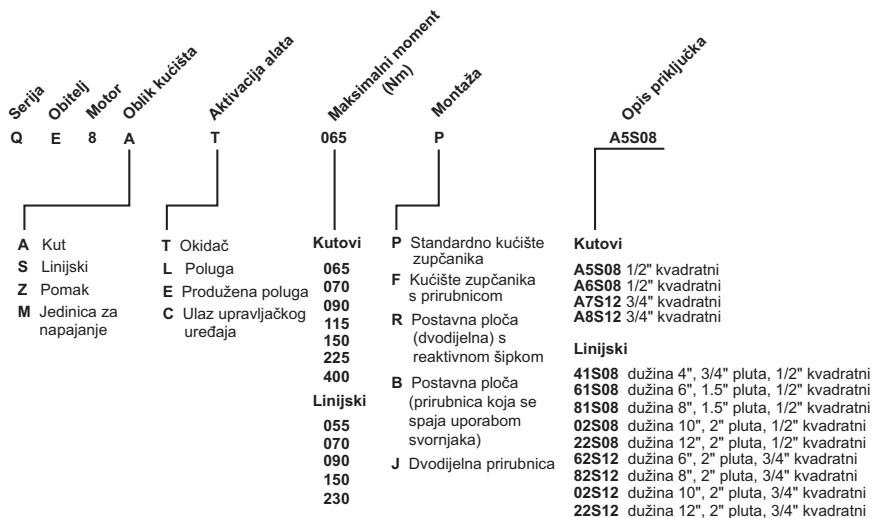 Serija
Obitelj
Motor
Oblik kućišta
Aktivacija alata
Maksimalni moment
(Nm)
Montaža
Opis priključka
Q E 8 A T 065 P A5S08
A Kut
S Linijski
Z Pomak
M Jedinica za
napajanje
T Okidač
L Poluga
E Produžena poluga
C Ulaz upravljačkog
uređaja
Kutovi
065
070
090
115
150
225
400
Linijski
055
070
090
150
230
P Standardno kućište
zupčanika
F Kućište zupčanika
s prirubnicom
R Postavna ploča
(dvodijelna) s
reaktivnom šipkom
B Postavna ploča
(prirubnica koja se
spaja uporabom
svornjaka)
J Dvodijelna prirubnica
Kutovi
A5S08 1/2" kvadratni
A6S08 1/2" kvadratni
A7S12 3/4" kvadratni
A8S12 3/4" kvadratni
Linijski
41S08 dužina 4", 3/4" pluta, 1/2" kvadratni
61S08 dužina 6", 1.5" pluta, 1/2" kvadratni
81S08 dužina 8", 1.5" pluta, 1/2" kvadratni
02S08 dužina 10", 2" pluta, 1/2" kvadratni
22S08 dužina 12", 2" pluta, 1/2" kvadratni
62S12 dužina 6", 2" pluta, 3/4" kvadratni
82S12 dužina 8", 2" pluta, 3/4" kvadratni
02S12 dužina 10", 2" pluta, 3/4" kvadratni
22S12 dužina 12", 2" pluta, 3/4" kvadratni